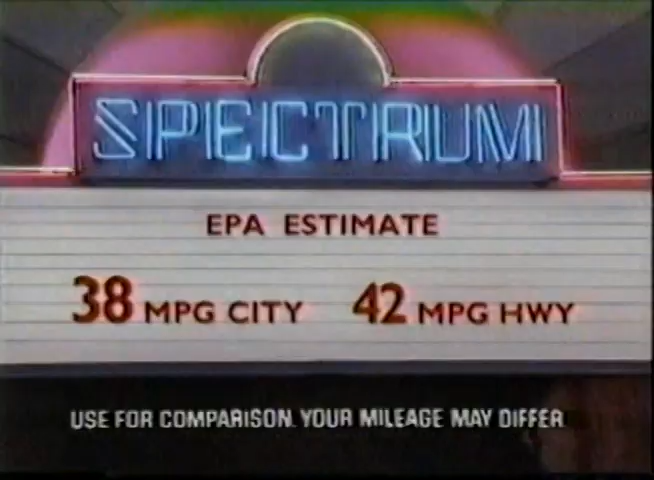 SPECTRUM
EPA ESTIMATE
38 MPG CITY 42 MPG HWY
USE FOR COMPARISON. YOUR MILEAGE MAY DIFFER